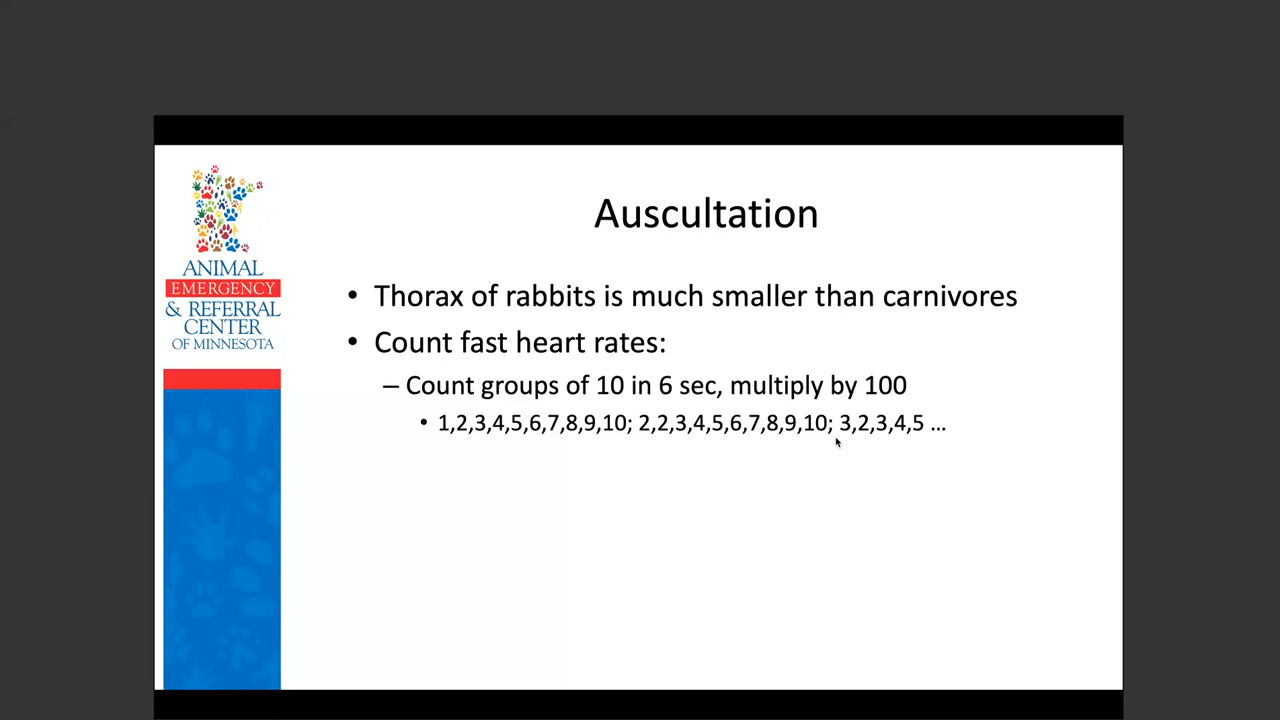 ANIMAL
EMERGENCY
& REFERRAL
CENTER
OF MINNESOTA
Auscultation
• Thorax of rabbits is much smaller than carnivores
• Count fast heart rates:
– Count groups of 10 in 6 sec, multiply by 100
• 1,2,3,4,5,6,7,8,9,10; 2,2,3,4,5,6,7,8,9,10; 3,2,3,4,5 …